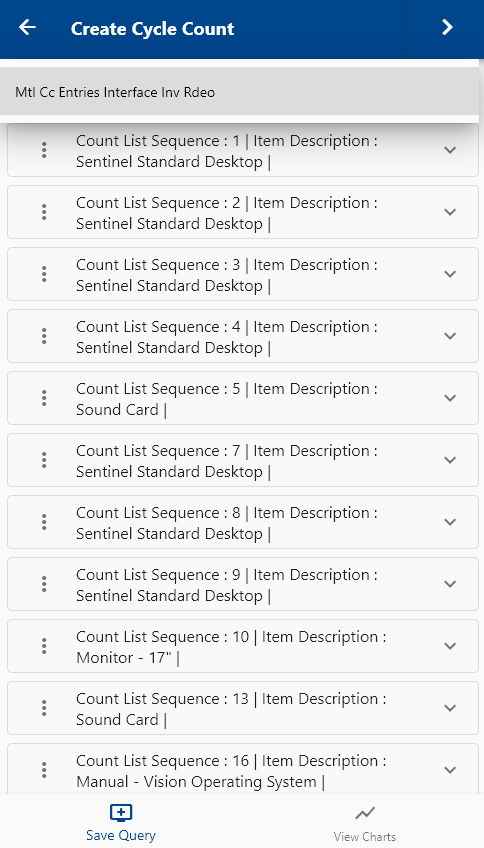 Create Cycle Count
Mtl Cc Entries Interface Inv Rdeo
Count List Sequence : 1 | Item Description :
Sentinel Standard Desktop |
Count List Sequence : 2 | Item Description :
Sentinel Standard Desktop |
Count List Sequence : 3 | Item Description :
Sentinel Standard Desktop |
Count List Sequence : 4 | Item Description :
Sentinel Standard Desktop |
Count List Sequence : 5 | Item Description :
Sound Card |
Count List Sequence : 7 | Item Description :
Sentinel Standard Desktop |
Count List Sequence : 8 | Item Description :
Sentinel Standard Desktop |
Count List Sequence : 9 | Item Description :
Sentinel Standard Desktop |
Count List Sequence : 10 | Item Description :
Monitor - 17" |
Count List Sequence : 13 | Item Description :
Sound Card |
Count List Sequence : 16 | Item Description :
Manual - Vision Operating System |
Save Query
View Charts